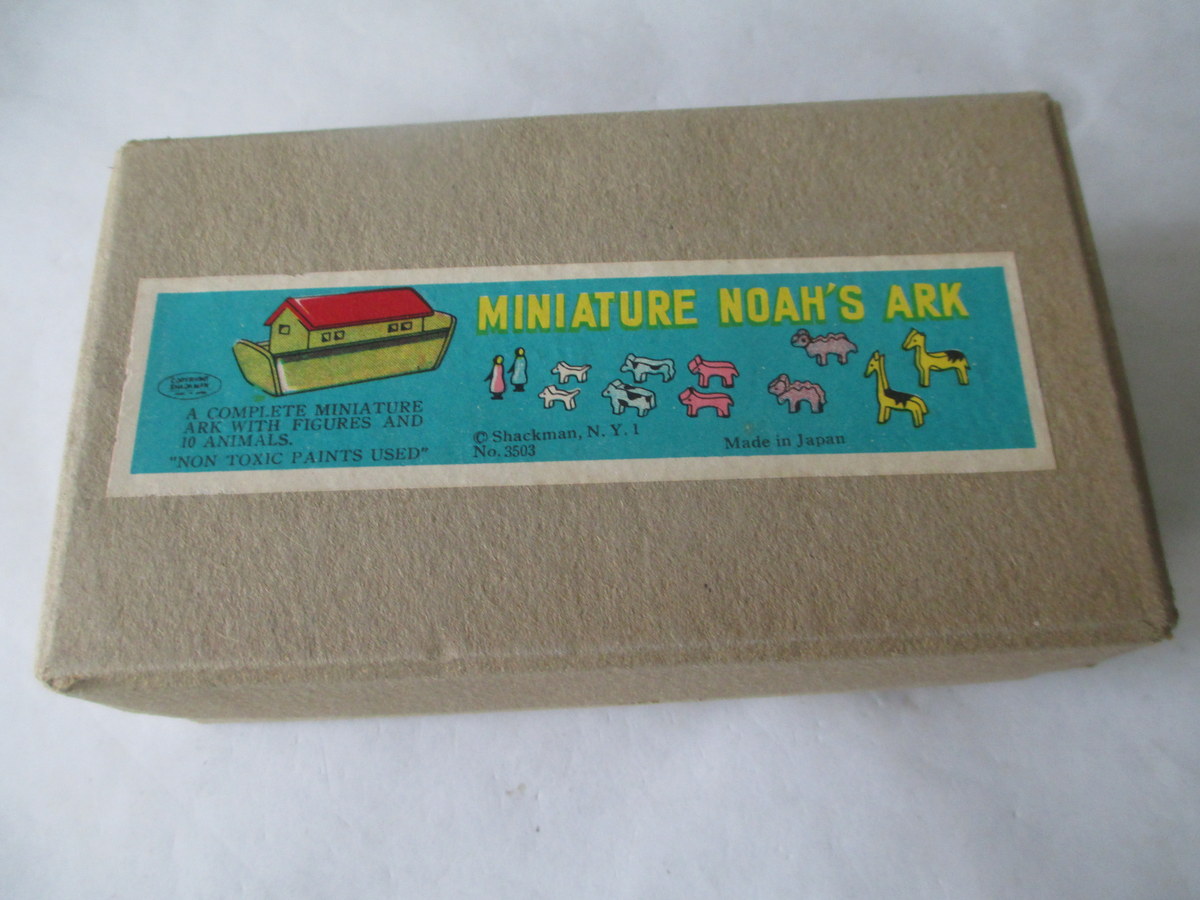 MINIATURE NOAH'S ARK
A COMPLETE MINIATURE
ARK WITH FIGURES AND
10 ANIMALS.
"NON TOXIC PAINTS USED"
© Shackman, N. Y. 1
No. 3503
Made in Japan